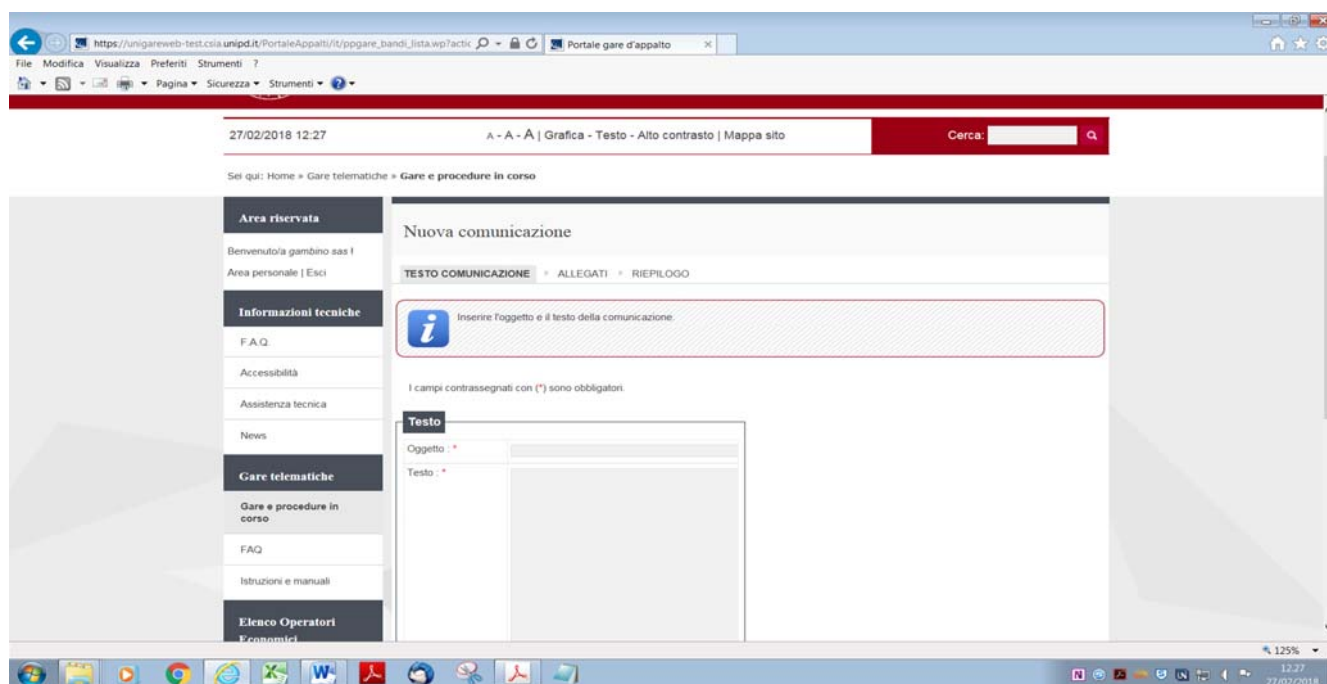 https://unigareweb-test.csia.unipd.it/PortaleAppalti/it/ppgare_bandi_lista.wp?actic
Portale gare d'appalto
File Modifica Visualizza Preferiti Strumenti ?
Pagina Sicurezza Strumenti
27/02/2018 12:27
A - A - A | Grafica - Testo - Alto contrasto | Mappa sito
Cerca:
Sei qui: Home » Gare telematiche » Gare e procedure in corso
Area riservata
Benvenuto/a gambino sas !
Area personale | Esci
Informazioni tecniche
F.A.Q.
Accessibilità
Assistenza tecnica
News
Gare telematiche
Gare e procedure in
corso
FAQ
Istruzioni e manuali
Elenco Operatori
Economici
Nuova comunicazione
TESTO COMUNICAZIONE » ALLEGATI » RIEPILOGO
Inserire l'oggetto e il testo della comunicazione.
I campi contrassegnati con (*) sono obbligatori.
Testo
Oggetto : *
Testo : *
125%
12.27
27/02/2018